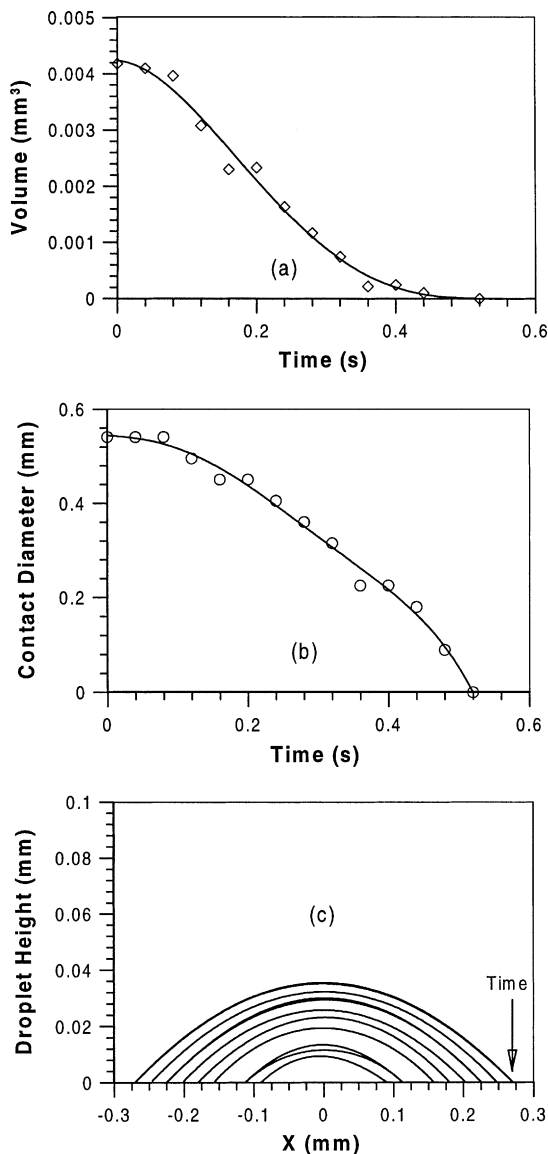 0.005
0.004
0.003
0.002
0.001
0
Volume (mm³)
(a)
0 0.2 0.4 0.6
Time (s)
0.6
0.4
0.2
0
Contact Diameter (mm)
(b)
0 0.2 0.4 0.6
Time (s)
0.1
0.08
0.06
0.04
0.02
0
Droplet Height (mm)
(c)
Time
-0.3 -0.2 -0.1 0 0.1 0.2 0.3
X (mm)